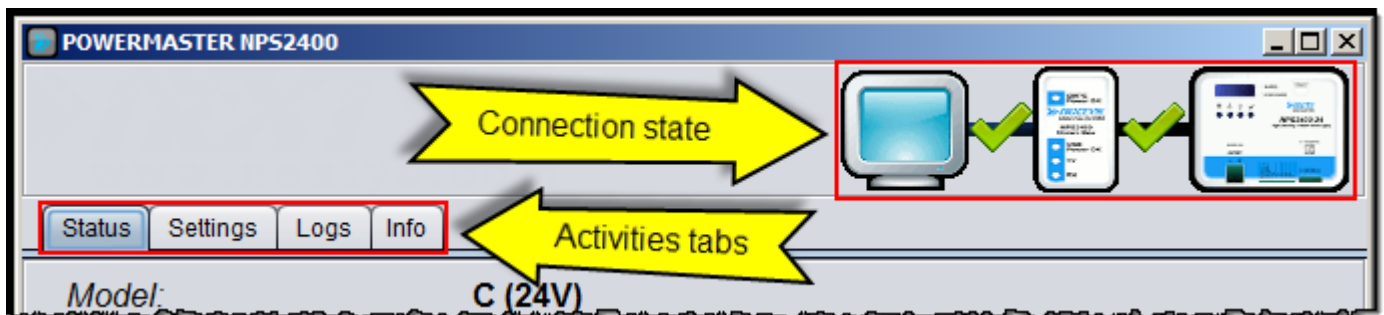 POWERMASTER NPS2400
Connection state
Status Settings Logs Info
Activities tabs
Model: C (24V)